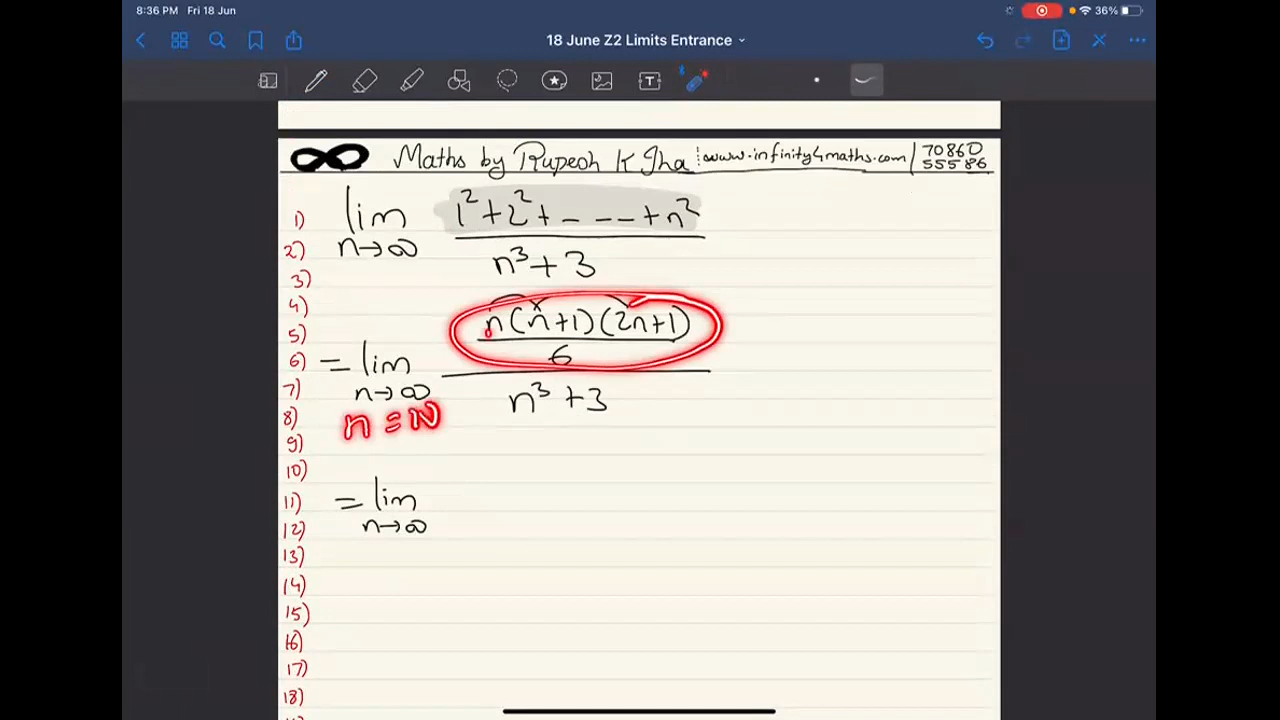 8:36 PM Fri 18 Jun 36%
18 June Z2 Limits Entrance
Maths by Rupesh K Jha www.infinity4maths.com / 70860 55586
1) lim n→∞ 1²+2²+-----+n²
2) n³+3
3)
4)
5) n(n+1)(2n+1)
6) = lim n→∞ 6
7) n³+3
8) n = N
9)
10)
11) = lim
12) n→∞
13)
14)
15)
16)
17)
18)